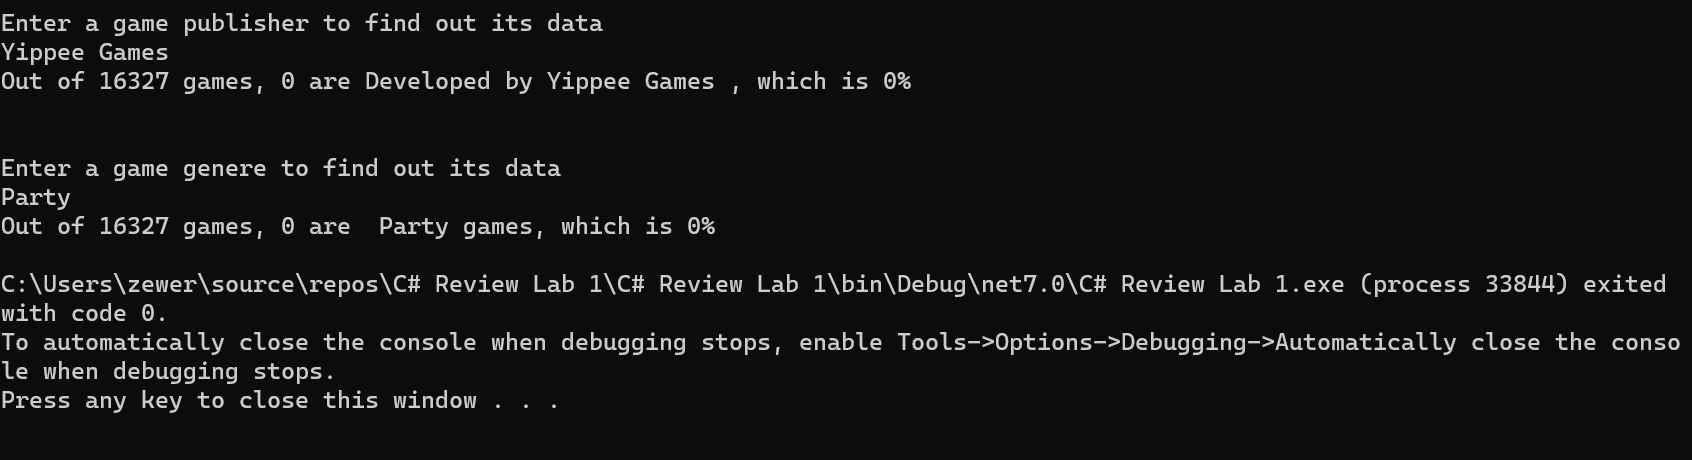 Enter a game publisher to find out its data
Yippee Games
Out of 16327 games, 0 are Developed by Yippee Games , which is 0%
Enter a game genere to find out its data
Party
Out of 16327 games, 0 are  Party games, which is 0%
C:\Users\zewer\source\repos\C# Review Lab 1\C# Review Lab 1\bin\Debug\net7.0\C# Review Lab 1.exe (process 33844) exited
with code 0.
To automatically close the console when debugging stops, enable Tools->Options->Debugging->Automatically close the conso
le when debugging stops.
Press any key to close this window . . .